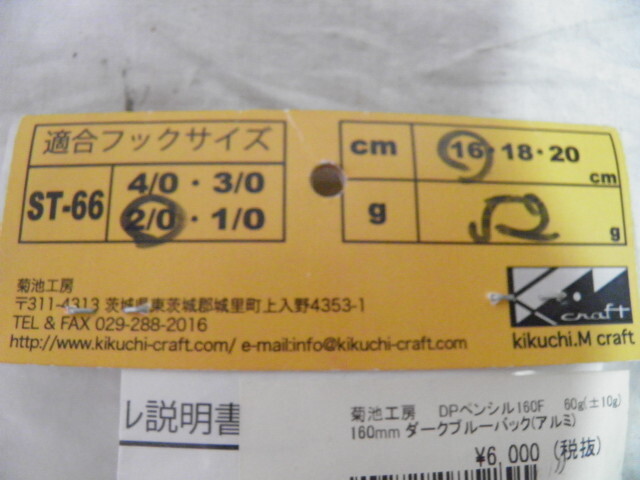 適合フックサイズ
ST-66
4/0・3/0
2/0・1/0
cm
16・18・20
cm
g
g
菊池工房
〒311-4313 茨城県東茨城郡城里町上入野4353-1
TEL & FAX 029-288-2016
http://www.kikuchi-craft.com/ e-mail:info@kikuchi-craft.com
K craft
kikuchi.M craft
レ説明書
菊池工房 DPペンシル160F 60g(±10g)
160mm ダークブルーバック(アルミ)
¥6,000 (税抜)